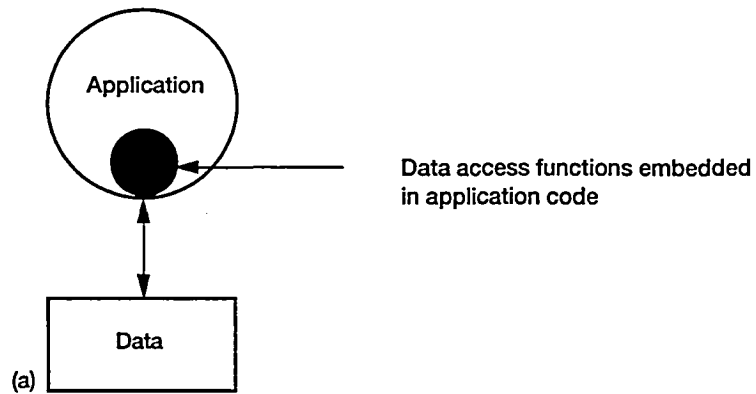 Application
Data access functions embedded
in application code
Data
(a)